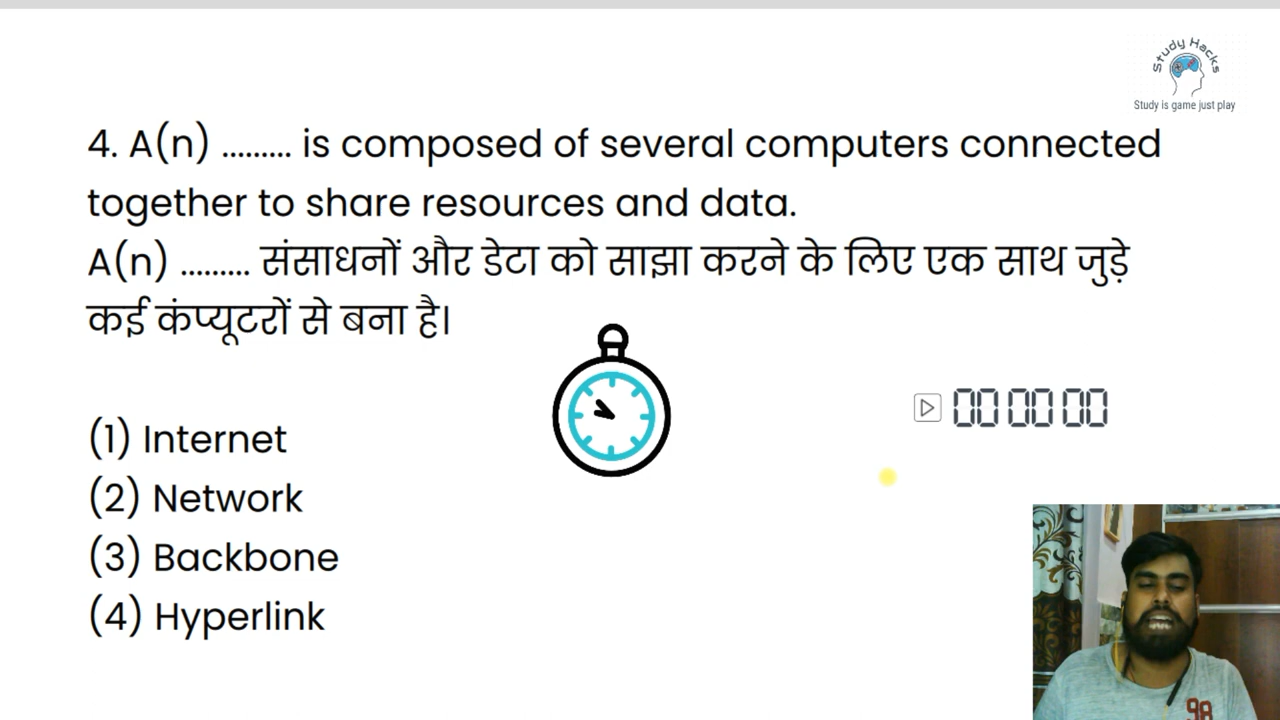 Study Hacks
Study is game just play
4. A(n) ......... is composed of several computers connected
together to share resources and data.
A(n) ......... संसाधनों और डेटा को साझा करने के लिए एक साथ जुड़े
कई कंप्यूटरों से बना है।
00 00 00
(1) Internet
(2) Network
(3) Backbone
(4) Hyperlink
98